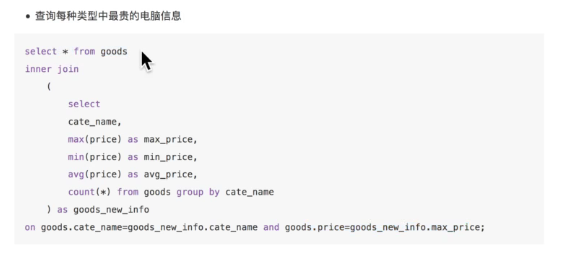 查询每种类型中最贵的电脑信息
select * from goods
inner join
(
select
cate_name,
max(price) as max_price,
min(price) as min_price,
avg(price) as avg_price,
count(*) from goods group by cate_name
) as goods_new_info
on goods.cate_name=goods_new_info.cate_name and goods.price=goods_new_info.max_price;